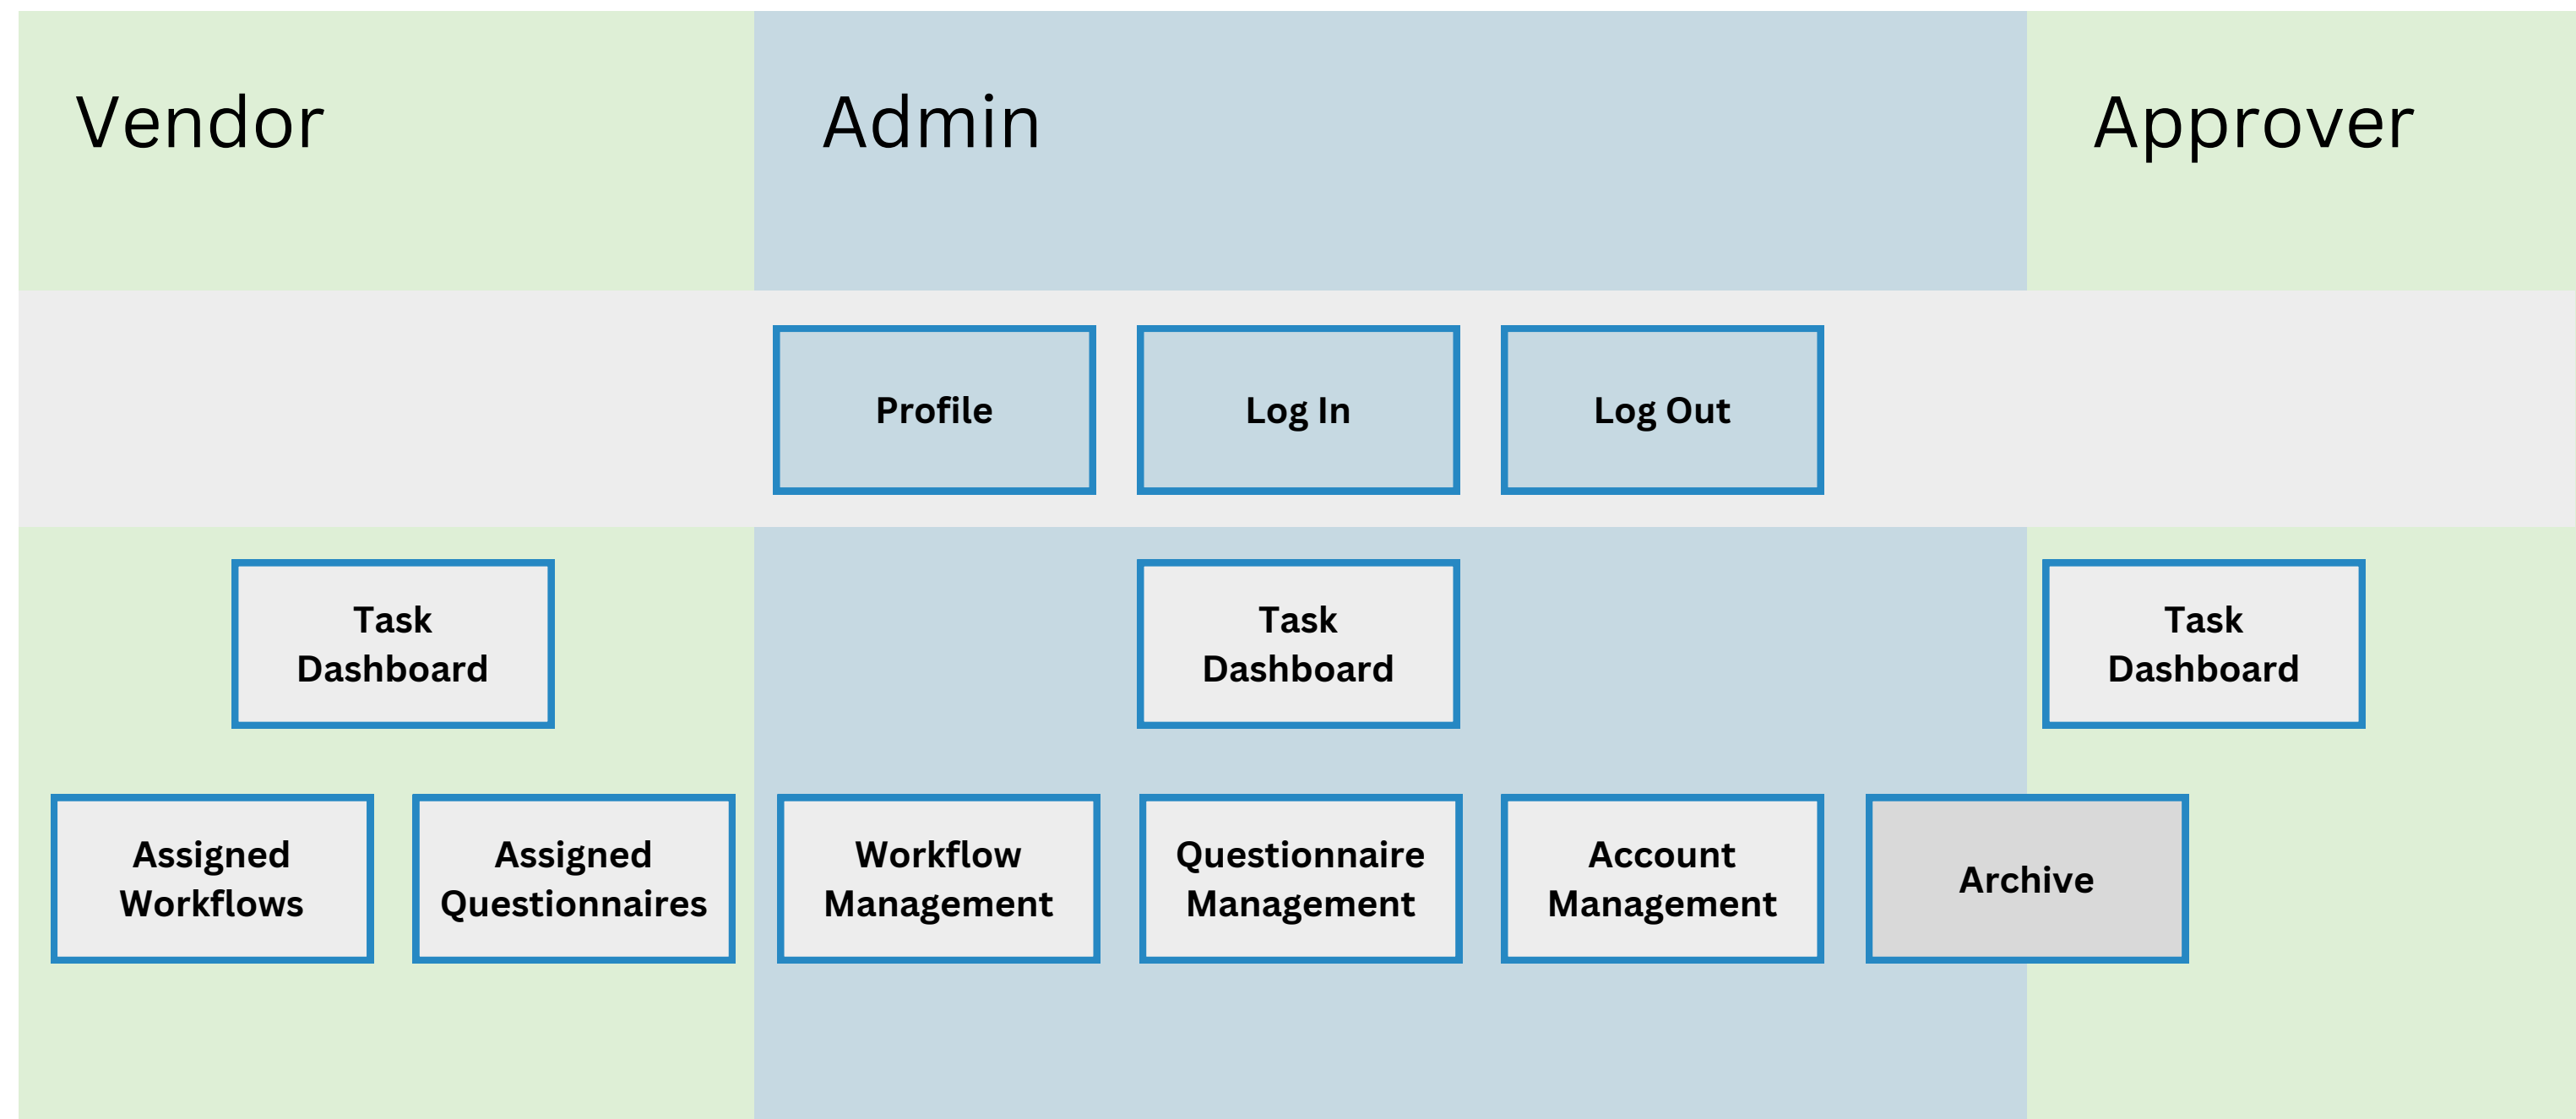 Vendor
Admin
Approver
Profile
Log In
Log Out
Task
Dashboard
Task
Dashboard
Task
Dashboard
Assigned
Workflows
Assigned
Questionnaires
Workflow
Management
Questionnaire
Management
Account
Management
Archive